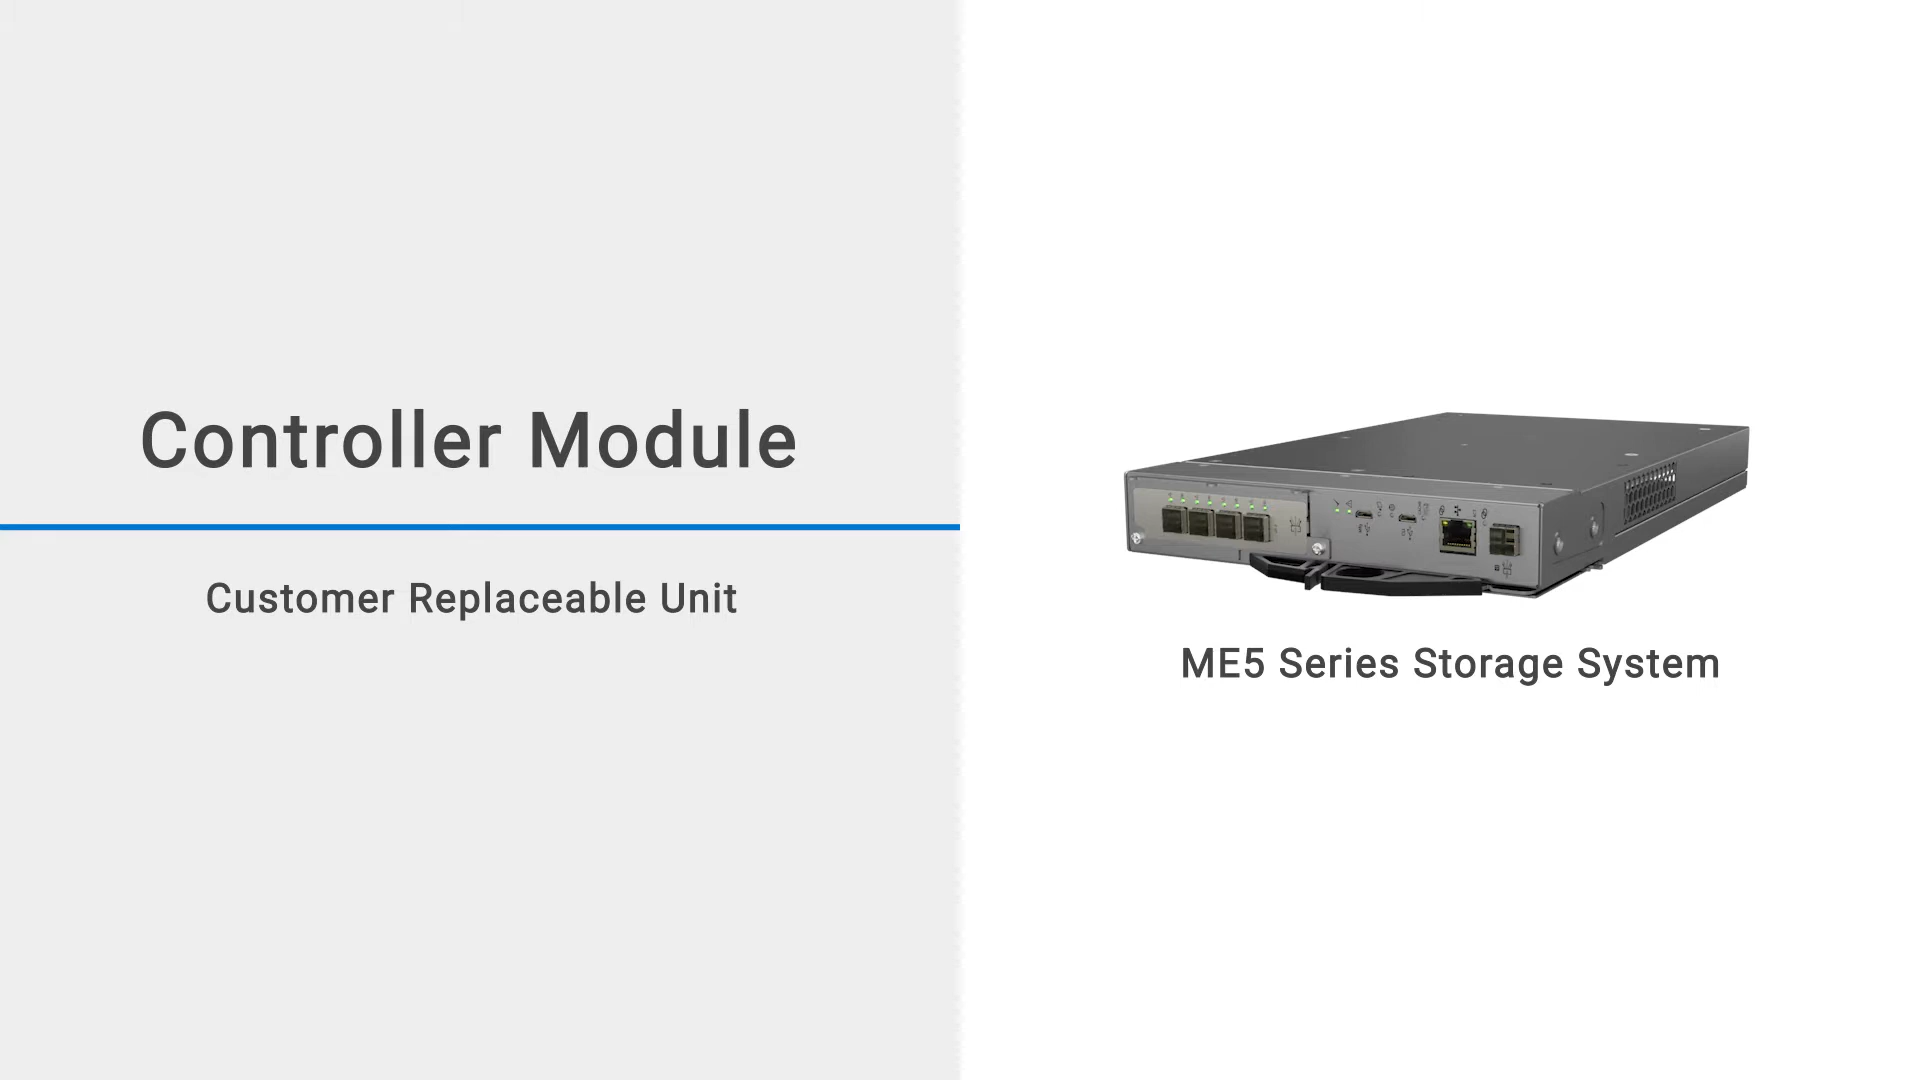 Controller Module
Customer Replaceable Unit
ME5 Series Storage System